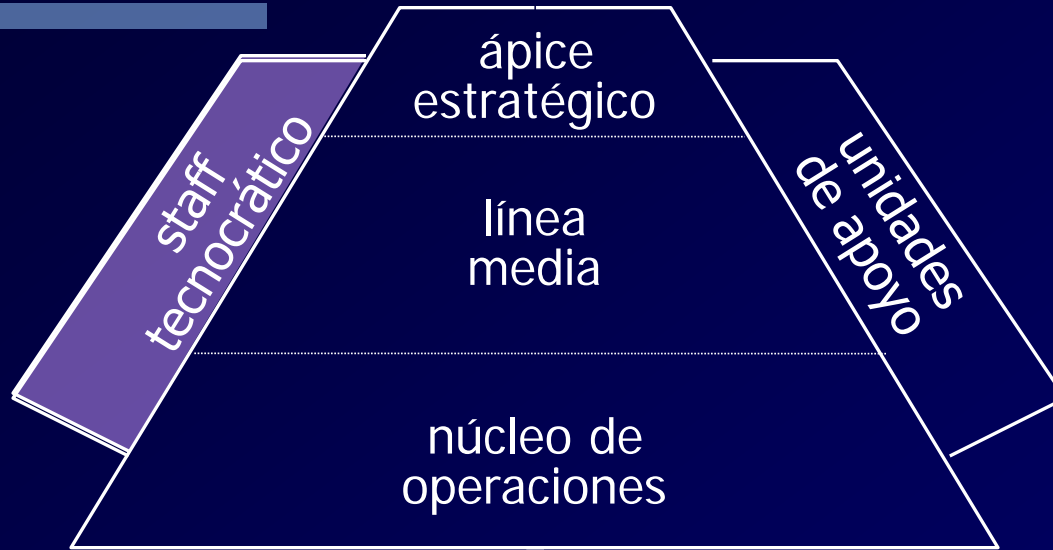 ápice
estratégico
staff
tecnocrático
unidades
de apoyo
línea
media
núcleo de
operaciones